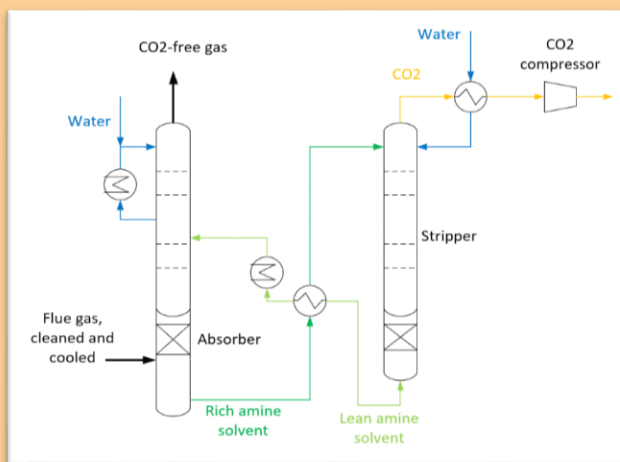 CO2-free gas
Water
Water
CO2
CO2
compressor
Stripper
Flue gas,
cleaned and
cooled
Absorber
Rich amine
solvent
Lean amine
solvent